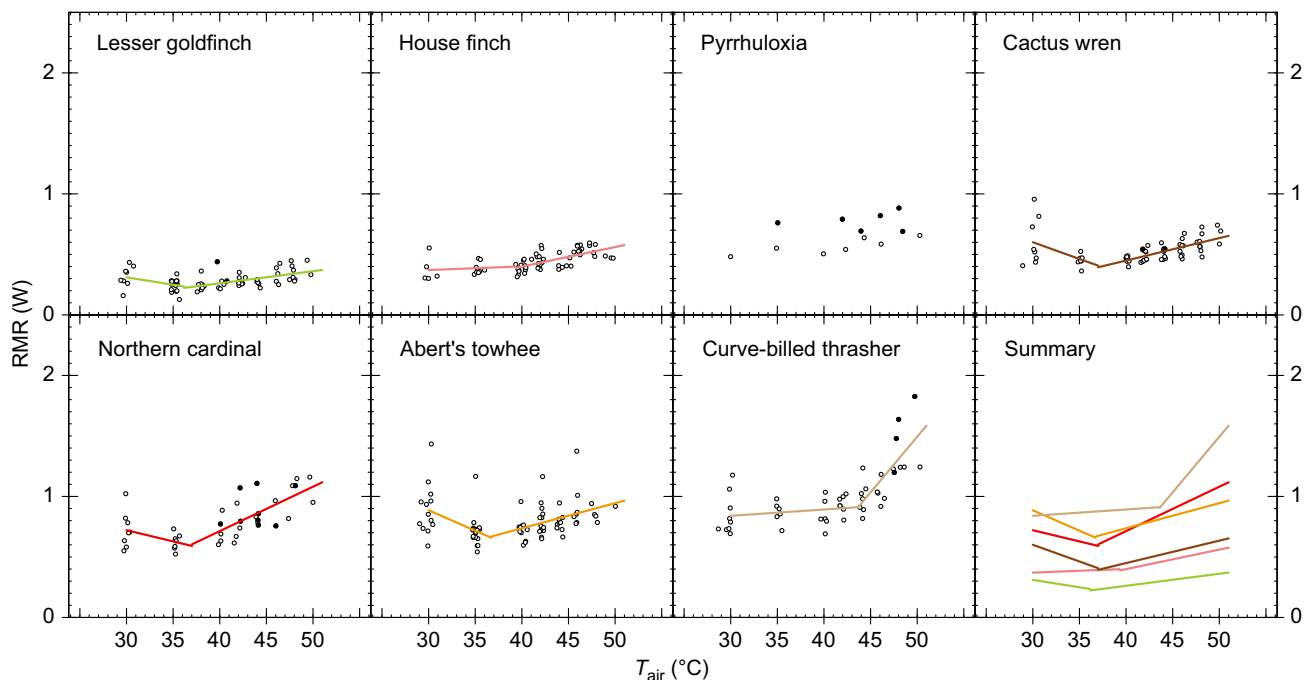 Lesser goldfinch
House finch
Pyrrhuloxia
Cactus wren
2
2
1
1
0
0
RMR (W)
Northern cardinal
Abert's towhee
Curve-billed thrasher
Summary
2
2
1
1
0
0
30 35 40 45 50
30 35 40 45 50
30 35 40 45 50
30 35 40 45 50
Tair (°C)